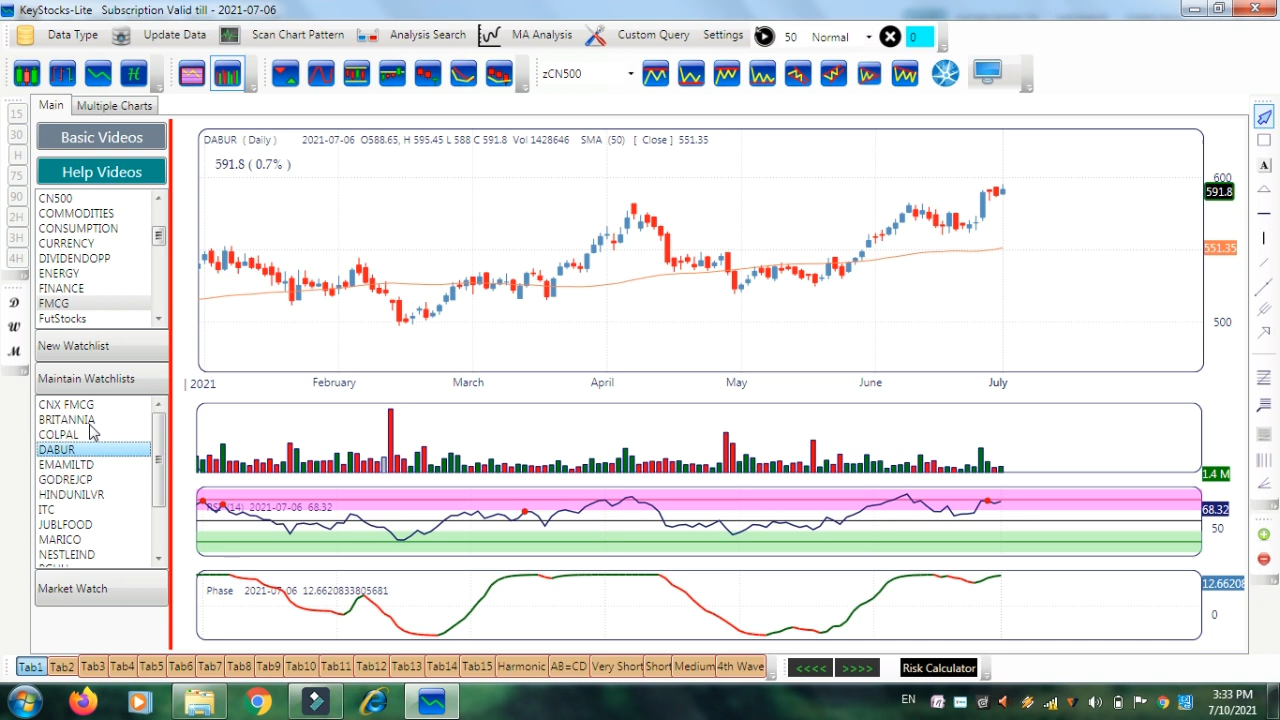 KeyStocks-Lite Subscription Valid till - 2021-07-06
Data Type Update Data Scan Chart Pattern Analysis Search MA Analysis Custom Query Settings 50 Normal 0
zCN500
Main Multiple Charts
15
30
H
75
90
2H
3H
4H
D
W
M
Basic Videos
Help Videos
CN500
COMMODITIES
CONSUMPTION
CURRENCY
DIVIDENDOPP
ENERGY
FINANCE
FMCG
FutStocks
New Watchlist
Maintain Watchlists
CNX FMCG
BRITANNIA
COLPAL
DABUR
EMAMILTD
GODREJCP
HINDUNILVR
ITC
JUBLFOOD
MARICO
NESTLEIND
Market Watch
DABUR ( Daily ) 2021-07-06 O588.65, H 595.45 L 588 C 591.8 Vol 1428646 SMA (50) [ Close ] 551.35
591.8 ( 0.7% )
600
591.8
551.35
500
| 2021 February March April May June July
1.4 M
2021-07-06 68.32
68.32
50
Phase 2021-07-06 12.6620833805681
12.66208
0
A
Tab1 Tab2 Tab3 Tab4 Tab5 Tab6 Tab7 Tab8 Tab9 Tab10 Tab11 Tab12 Tab13 Tab14 Tab15 Harmonic AB=CD Very Short Short Medium 4th Wave <<<< >>>> Risk Calculator
EN
3:33 PM
7/10/2021